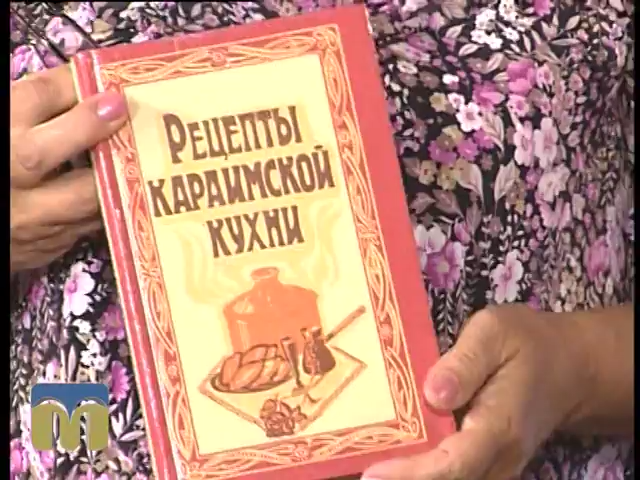 Рецепты
караимской
кухни
m